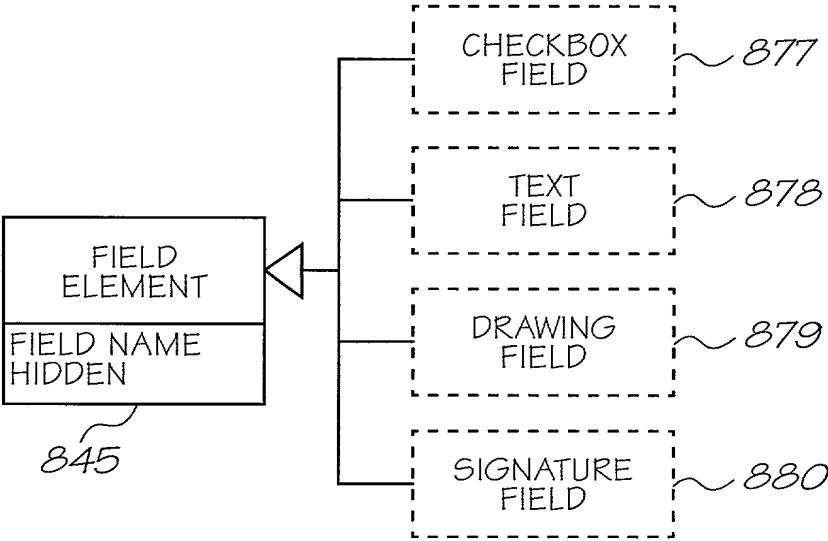 CHECKBOX
FIELD
877
TEXT
FIELD
878
FIELD
ELEMENT
FIELD NAME
HIDDEN
845
DRAWING
FIELD
879
SIGNATURE
FIELD
880